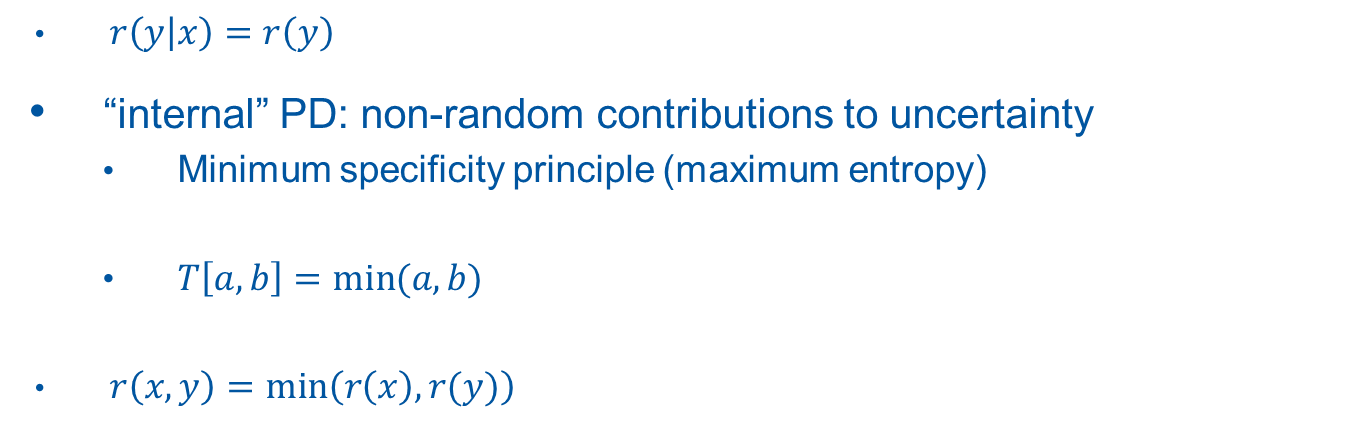 • r(y|x) = r(y)
• “internal” PD: non-random contributions to uncertainty
• Minimum specificity principle (maximum entropy)
• T[a, b] = min(a, b)
• r(x, y) = min(r(x), r(y))